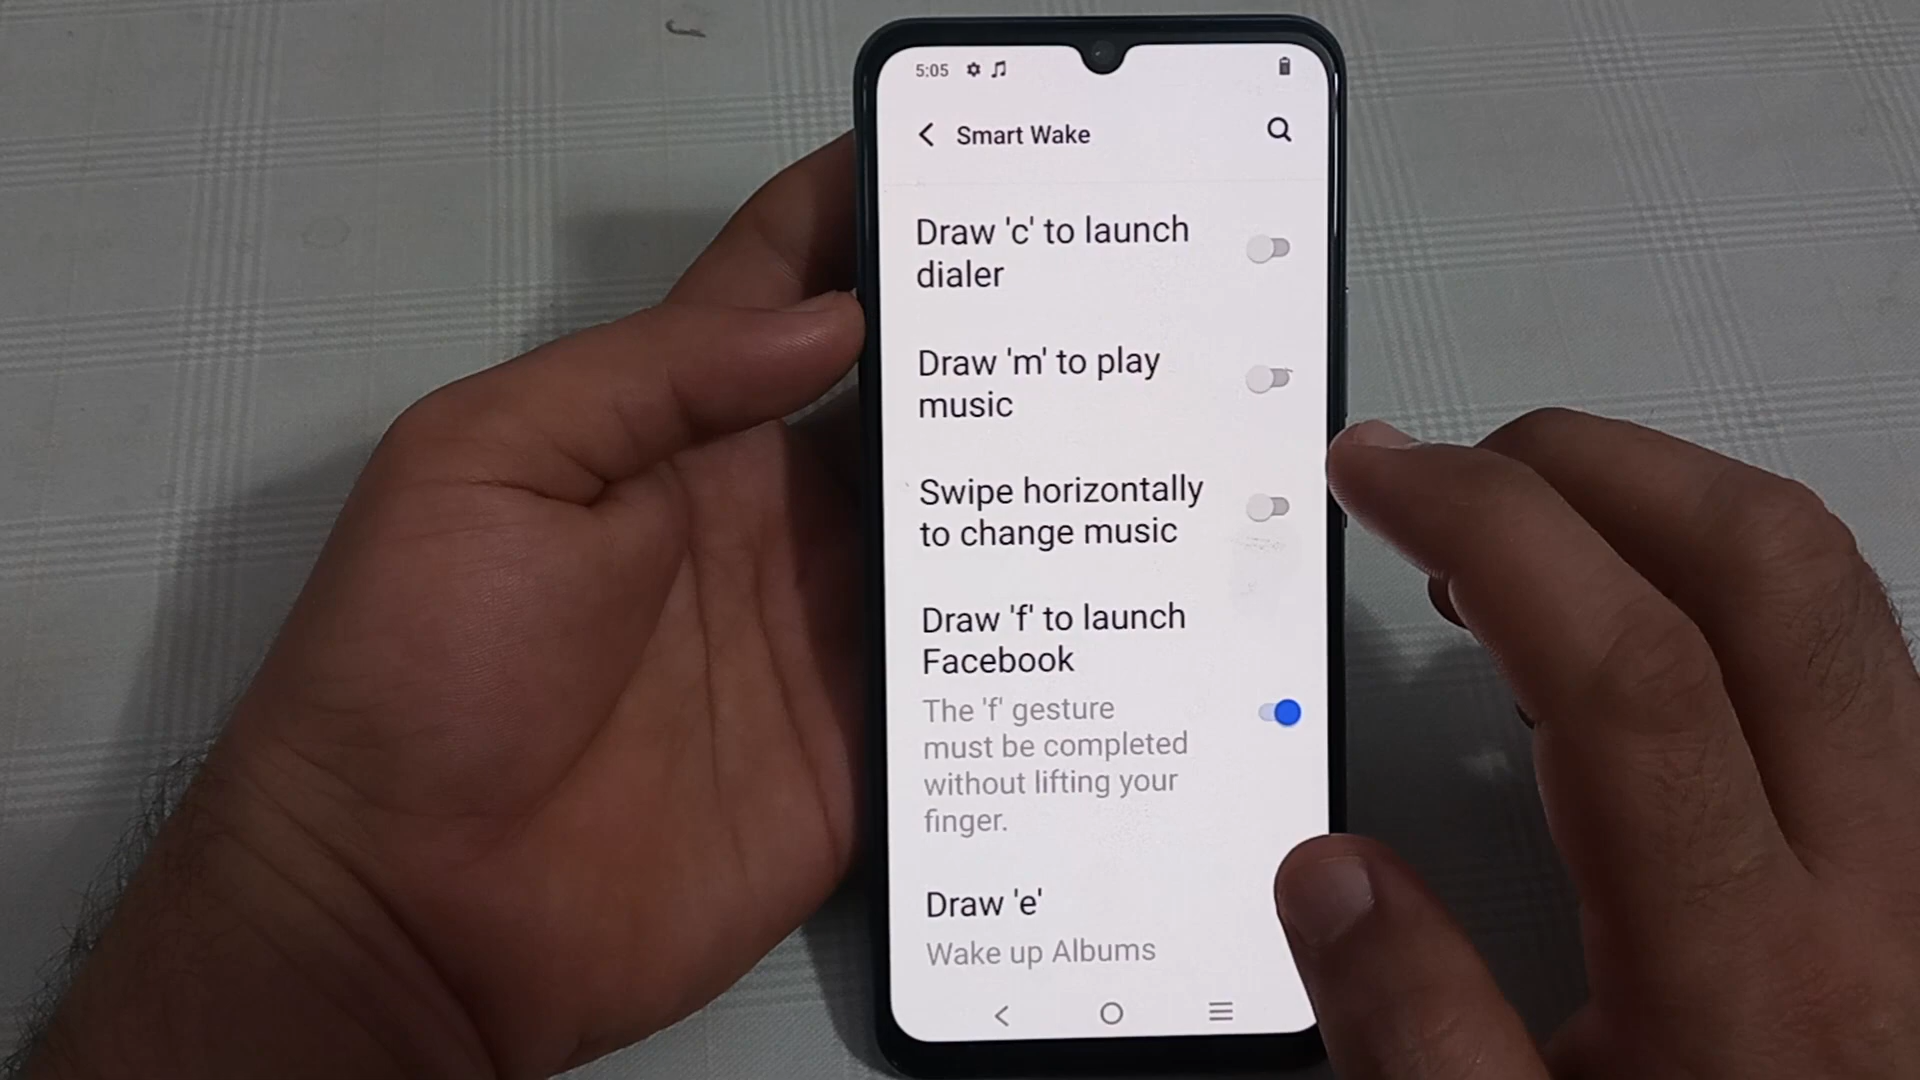 5:05
Smart Wake
Draw 'c' to launch
dialer
Draw 'm' to play
music
Swipe horizontally
to change music
Draw 'f' to launch
Facebook
The 'f' gesture
must be completed
without lifting your
finger.
Draw 'e'
Wake up Albums